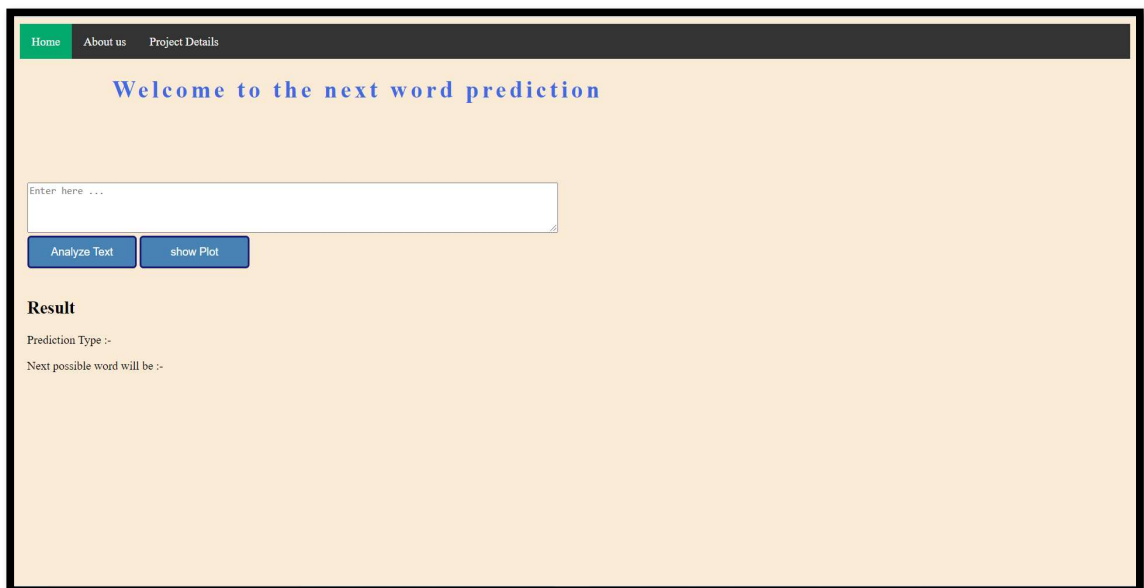 Home About us Project Details
Welcome to the next word prediction
Enter here ...
Analyze Text show Plot
Result
Prediction Type :-
Next possible word will be :-